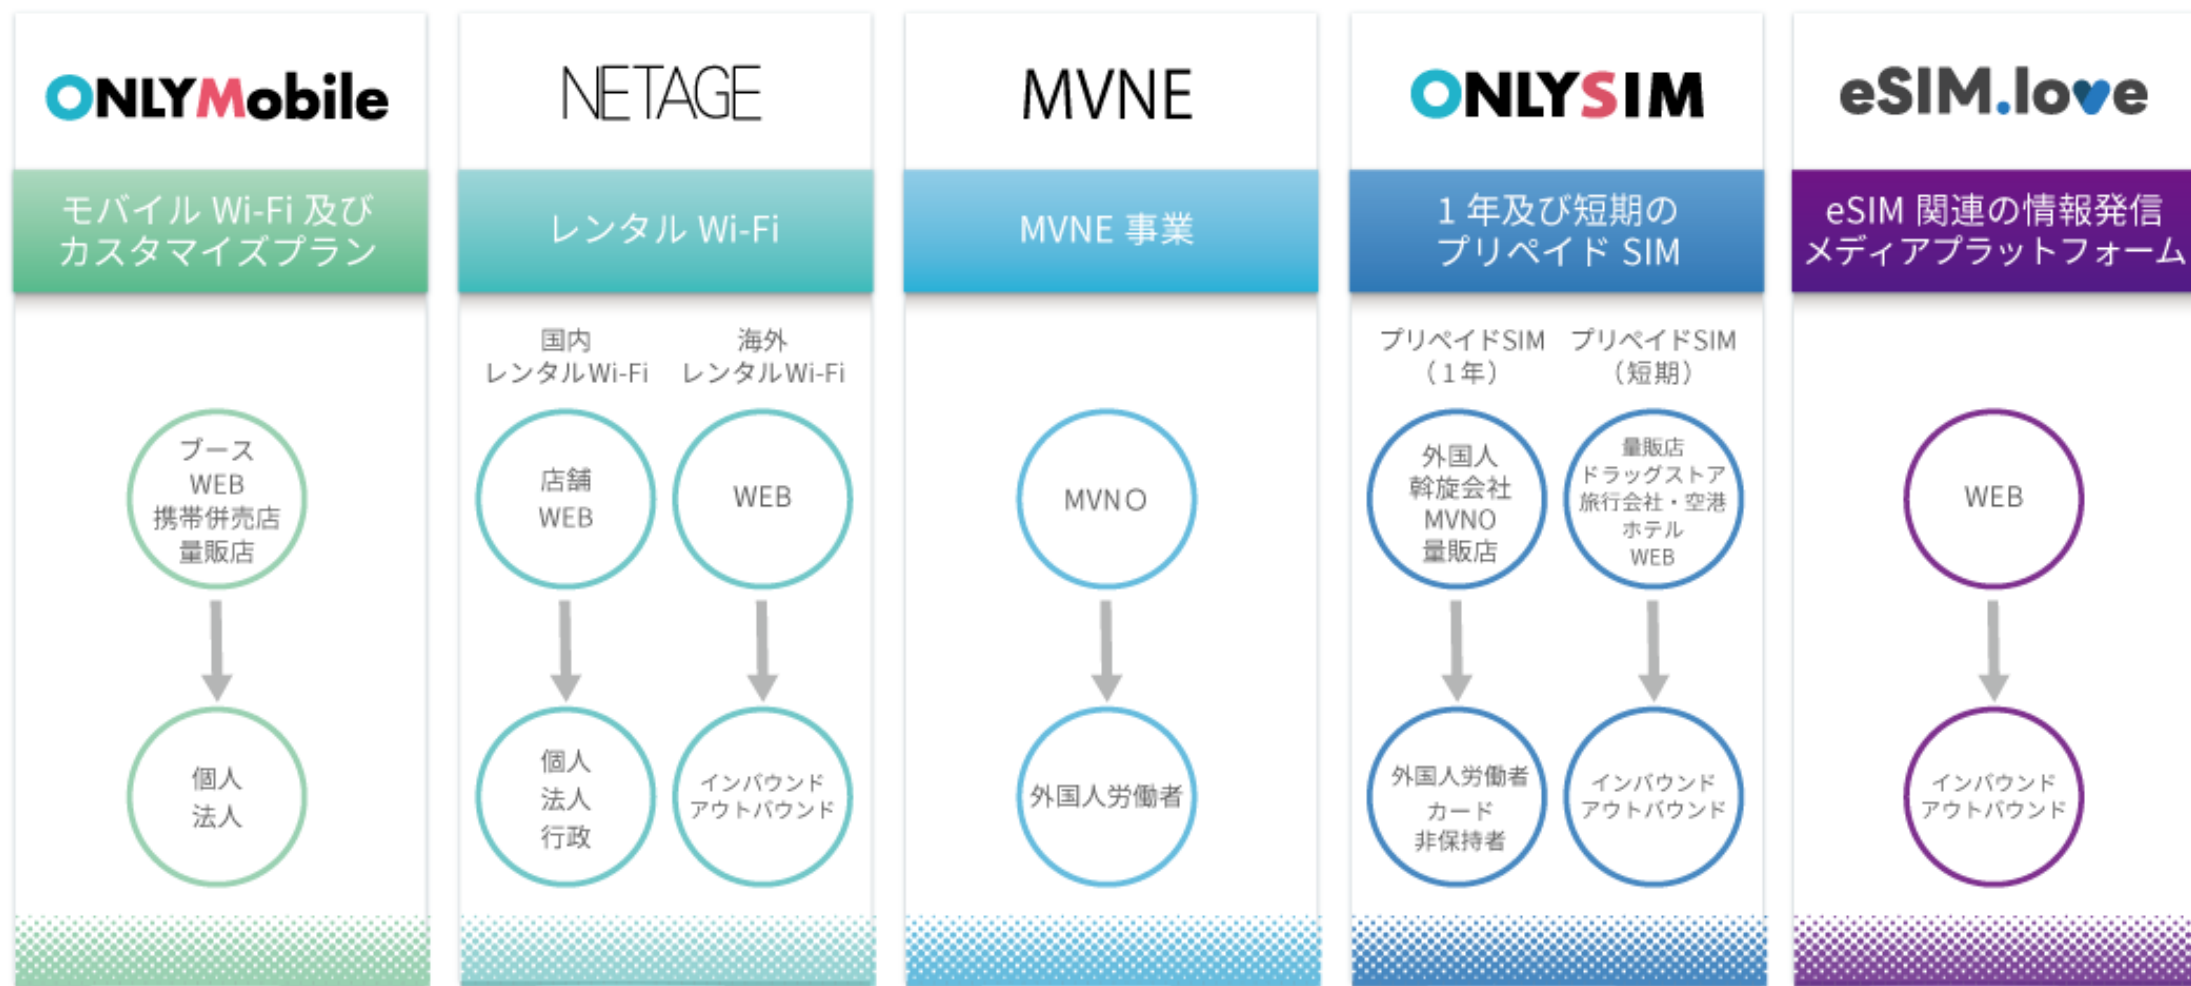 ONLYMobile
モバイル Wi-Fi 及び
カスタマイズプラン
ブース
WEB
携帯併売店
量販店
個人
法人
NETAGE
レンタル Wi-Fi
国内
レンタルWi-Fi
店舗
WEB
個人
法人
行政
海外
レンタルWi-Fi
WEB
インバウンド
アウトバウンド
MVNE
MVNE 事業
MVNO
外国人労働者
ONLYSIM
1 年及び短期の
プリペイド SIM
プリペイドSIM
（1年）
外国人
斡旋会社
MVNO
量販店
外国人労働者
カード
非保持者
プリペイドSIM
（短期）
量販店
ドラッグストア
旅行会社・空港
ホテル
WEB
インバウンド
アウトバウンド
eSIM.love
eSIM 関連の情報発信
メディアプラットフォーム
WEB
インバウンド
アウトバウンド